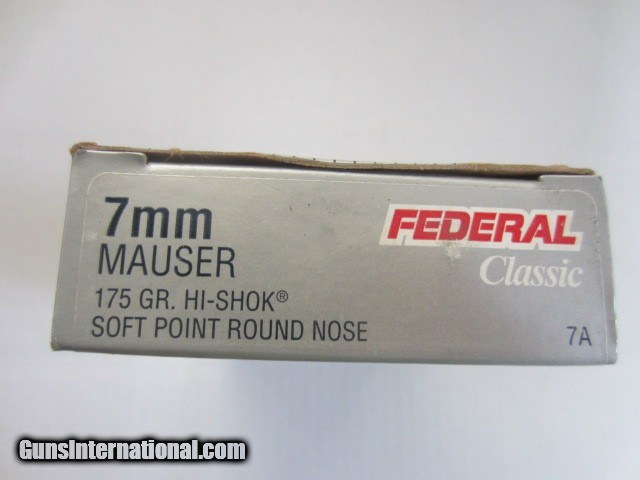 7mm
MAUSER
175 GR. HI-SHOK®
SOFT POINT ROUND NOSE
FEDERAL
Classic
7A
GunsInternational.com